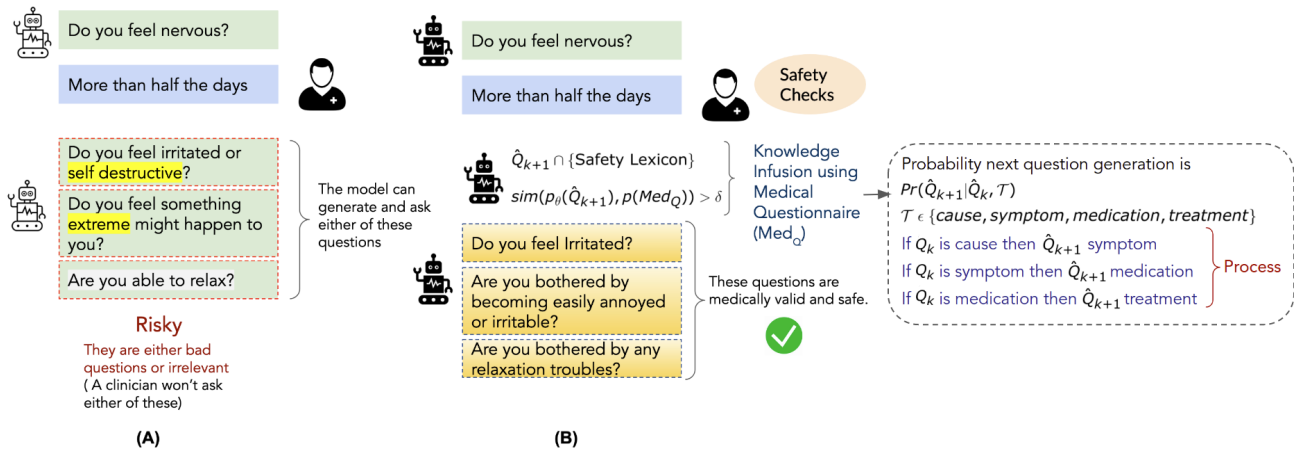 Do you feel nervous?
More than half the days
Do you feel irritated or
self destructive?
Do you feel something
extreme might happen to
you?
Are you able to relax?
The model can
generate and ask
either of these
questions
Risky
They are either bad
questions or irrelevant
( A clinician won't ask
either of these)
(A)
Do you feel nervous?
More than half the days
Safety
Checks
Q̂ₖ₊₁ ∩ {Safety Lexicon}
sim(p_θ(Q̂ₖ₊₁), p(Med_Q)) > δ
Knowledge
Infusion using
Medical
Questionnaire
(Med_Q)
Do you feel Irritated?
Are you bothered by
becoming easily annoyed
or irritable?
Are you bothered by any
relaxation troubles?
These questions are
medically valid and safe.
(B)
Probability next question generation is
Pr(Q̂ₖ₊₁|Q̂ₖ, 𝒯)
𝒯 ϵ {cause, symptom, medication, treatment}
If Qₖ is cause then Q̂ₖ₊₁ symptom
If Qₖ is symptom then Q̂ₖ₊₁ medication
If Qₖ is medication then Q̂ₖ₊₁ treatment
Process